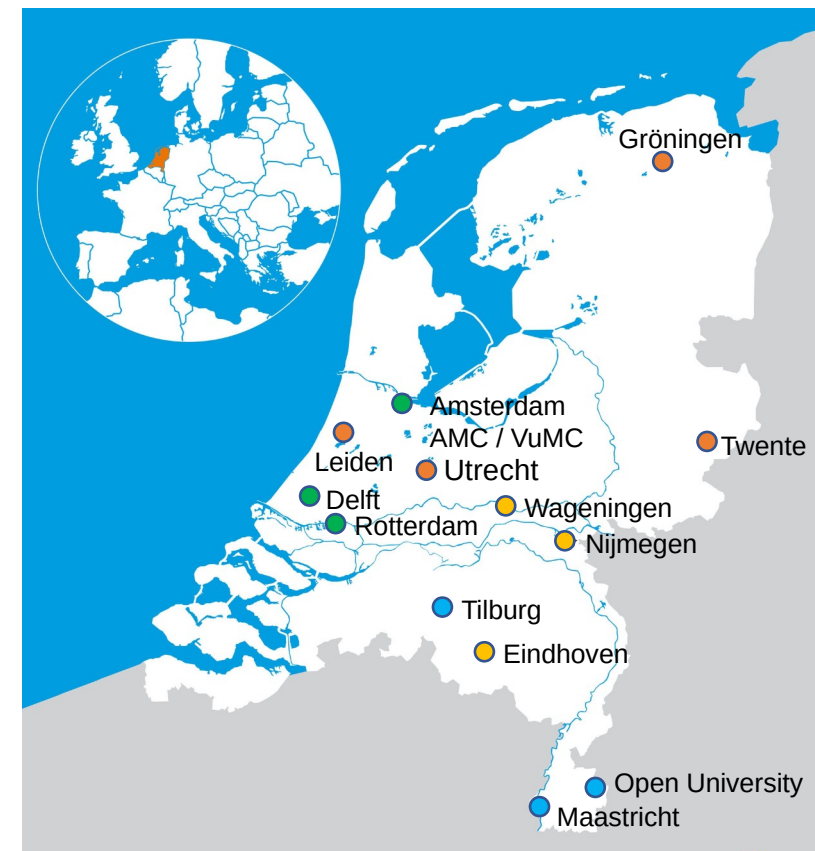 Gröningen
Amsterdam
AMC / VuMC
Leiden
Utrecht
Twente
Delft
Wageningen
Rotterdam
Nijmegen
Tilburg
Eindhoven
Open University
Maastricht